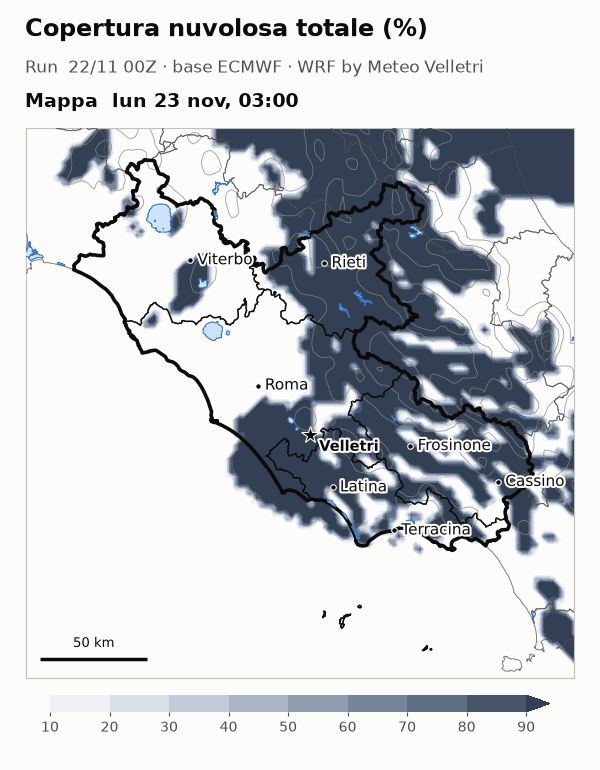 Copertura nuvolosa totale (%)
Run  22/11 00Z · base ECMWF · WRF by Meteo Velletri
Mappa  lun 23 nov, 03:00
Viterbo
Rieti
Roma
Velletri
Frosinone
Latina
Cassino
Terracina
50 km
10 20 30 40 50 60 70 80 90